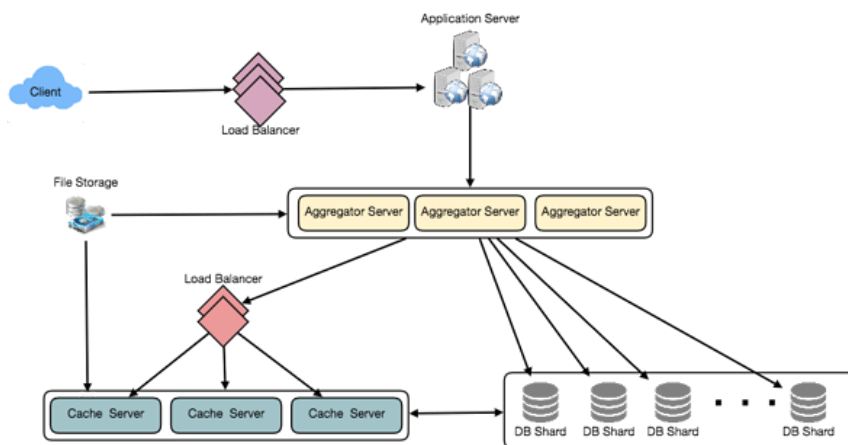 Application Server
Client
Load Balancer
File Storage
Aggregator Server
Aggregator Server
Aggregator Server
Load Balancer
Cache Server
Cache Server
Cache Server
DB Shard
DB Shard
DB Shard
DB Shard